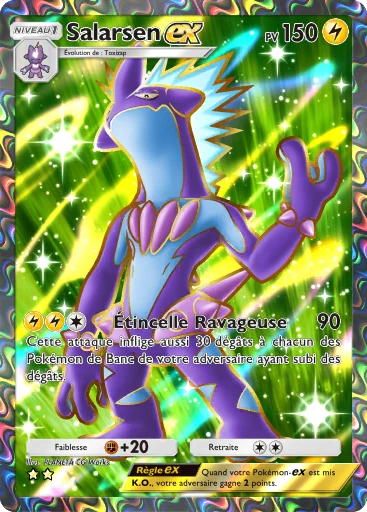 NIVEAU 1
Salarsen ex
PV 150
Évolution de : Toxizap
Étincelle Ravageuse 90
Cette attaque inflige aussi 30 dégâts à chacun des
Pokémon de Banc de votre adversaire ayant subi des
dégâts.
Faiblesse +20 Retraite
Illus. PLANETA CG Works
Règle ex Quand votre Pokémon-ex est mis
K.O., votre adversaire gagne 2 points.